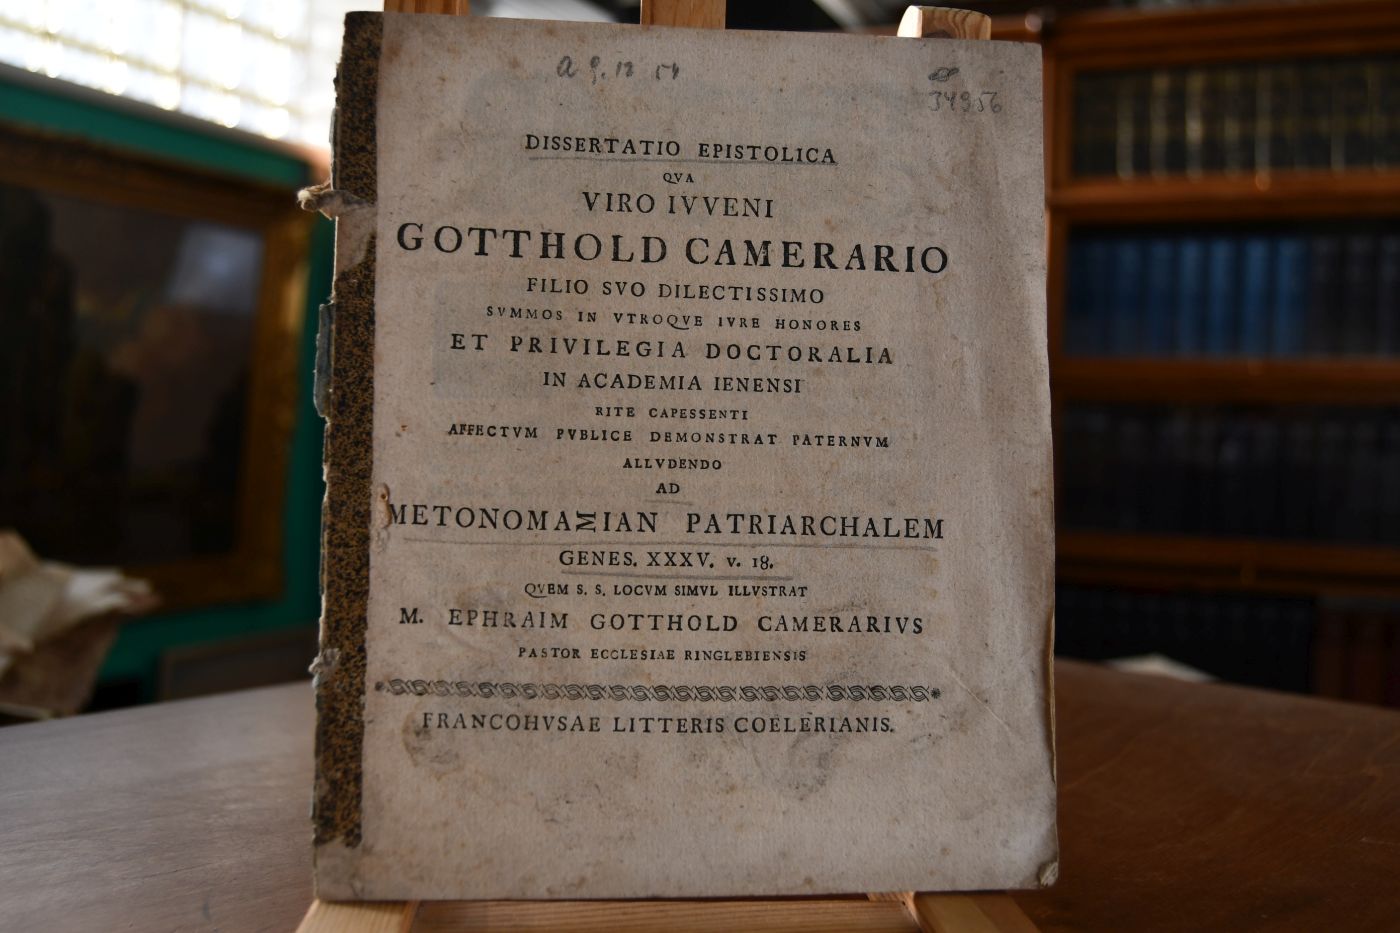 a 9. 12 54
34956
DISSERTATIO EPISTOLICA
QVA
VIRO IVVENI
GOTTHOLD CAMERARIO
FILIO SVO DILECTISSIMO
SVMMOS IN VTROQVE IVRE HONORES
ET PRIVILEGIA DOCTORALIA
IN ACADEMIA IENENSI
RITE CAPESSENTI
AFFECTVM PVBLICE DEMONSTRAT PATERNVM
ALLVDENDO
AD
METONOMAΣIAN PATRIARCHALEM
GENES. XXXV. v. 18.
QVEM S. S. LOCVM SIMVL ILLVSTRAT
M. EPHRAIM GOTTHOLD CAMERARIVS
PASTOR ECCLESIAE RINGLEBIENSIS
FRANCOHVSAE LITTERIS COELERIANIS.